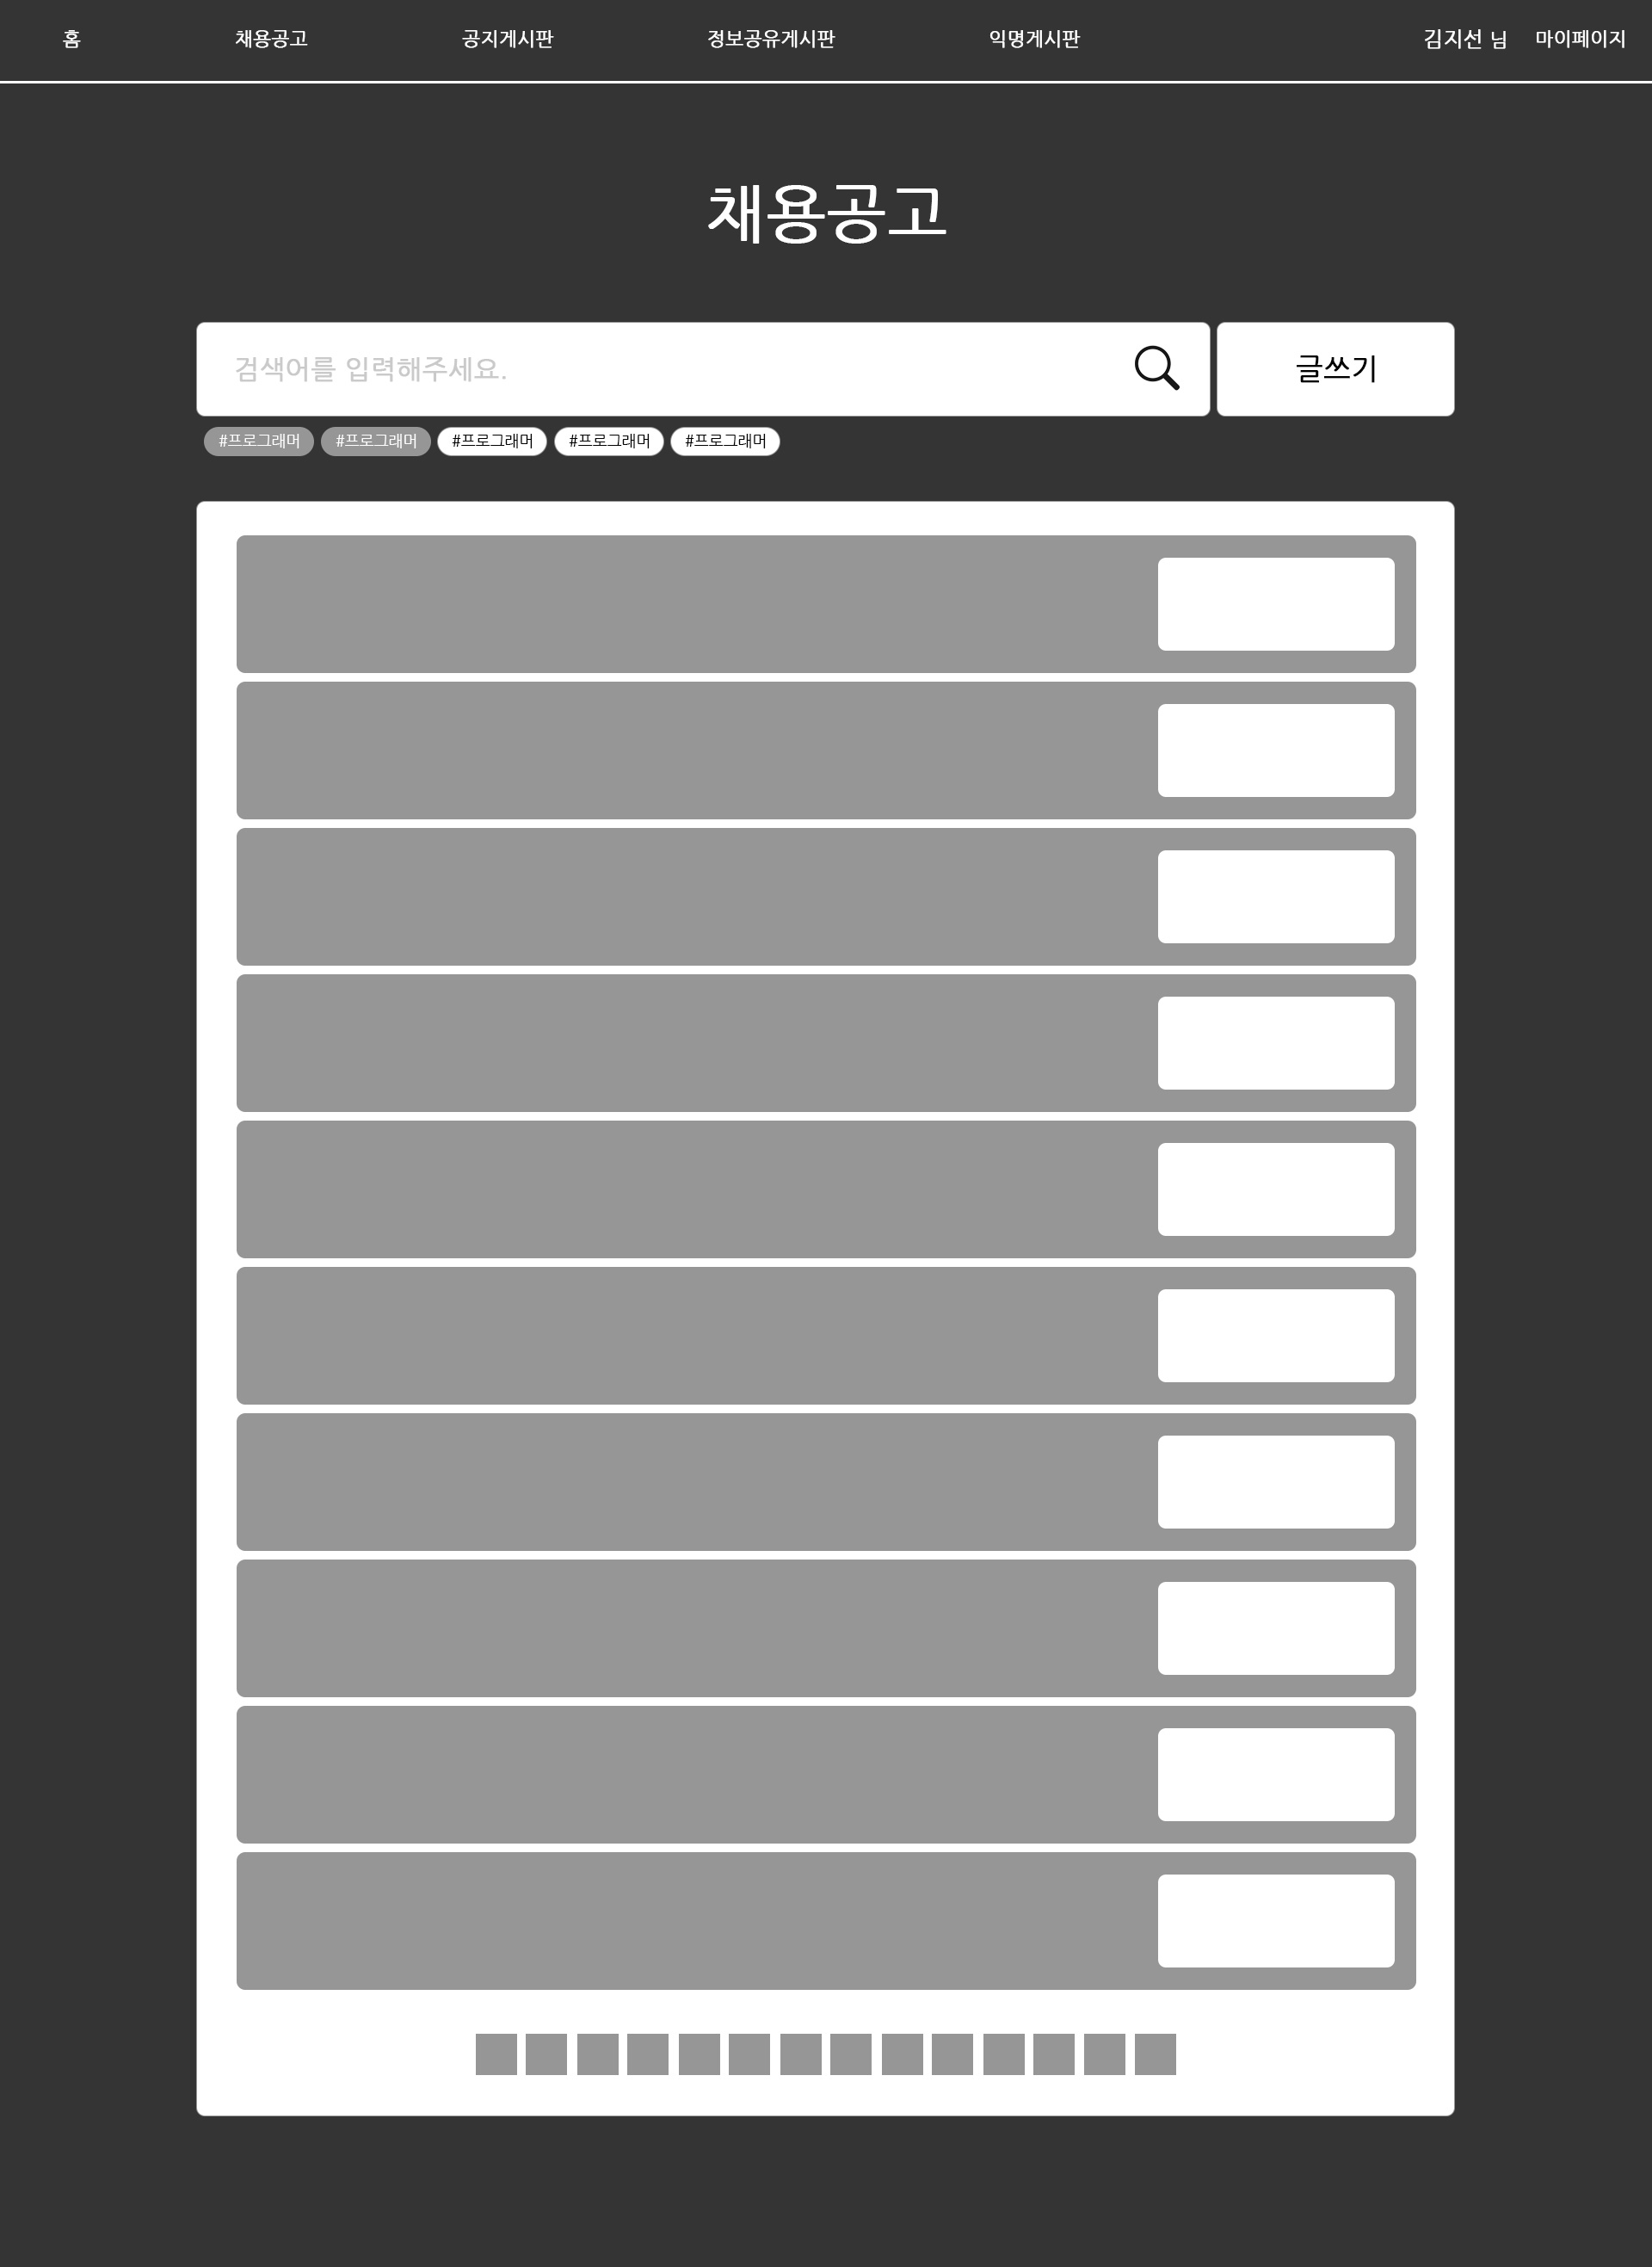 홈 채용공고 공지게시판 정보공유게시판 익명게시판 김지선 님 마이페이지
채용공고
검색어를 입력해주세요. 글쓰기
#프로그래머 #프로그래머 #프로그래머 #프로그래머 #프로그래머